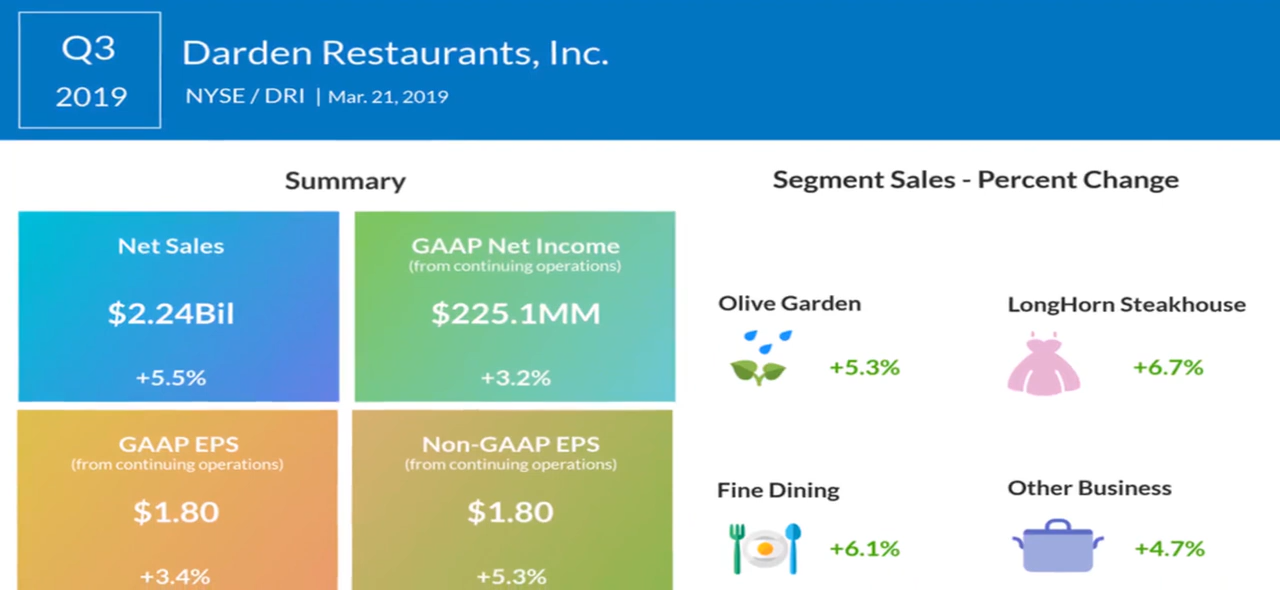 Q3
2019
Darden Restaurants, Inc.
NYSE / DRI | Mar. 21, 2019
Summary
Net Sales
$2.24Bil
+5.5%
GAAP Net Income
(from continuing operations)
$225.1MM
+3.2%
GAAP EPS
(from continuing operations)
$1.80
+3.4%
Non-GAAP EPS
(from continuing operations)
$1.80
+5.3%
Segment Sales - Percent Change
Olive Garden
+5.3%
LongHorn Steakhouse
+6.7%
Fine Dining
+6.1%
Other Business
+4.7%